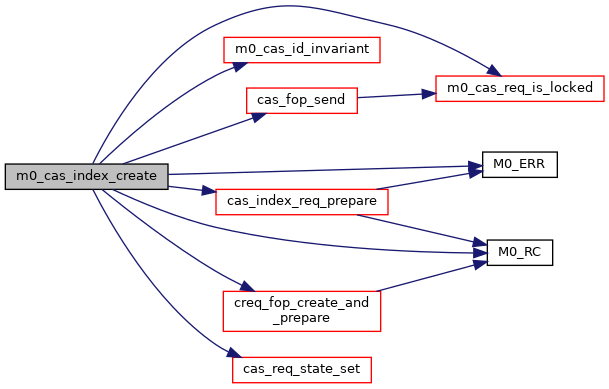 m0_cas_id_invariant
m0_cas_req_is_locked
cas_fop_send
m0_cas_index_create
M0_ERR
cas_index_req_prepare
M0_RC
creq_fop_create_and
_prepare
cas_req_state_set